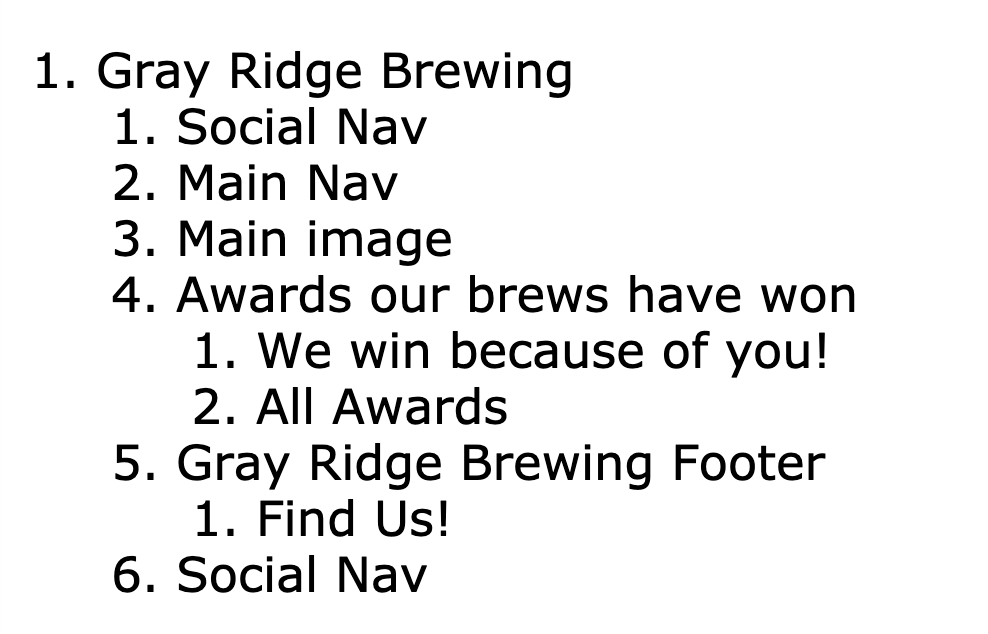 1. Gray Ridge Brewing
1. Social Nav
2. Main Nav
3. Main image
4. Awards our brews have won
1. We win because of you!
2. All Awards
5. Gray Ridge Brewing Footer
1. Find Us!
6. Social Nav